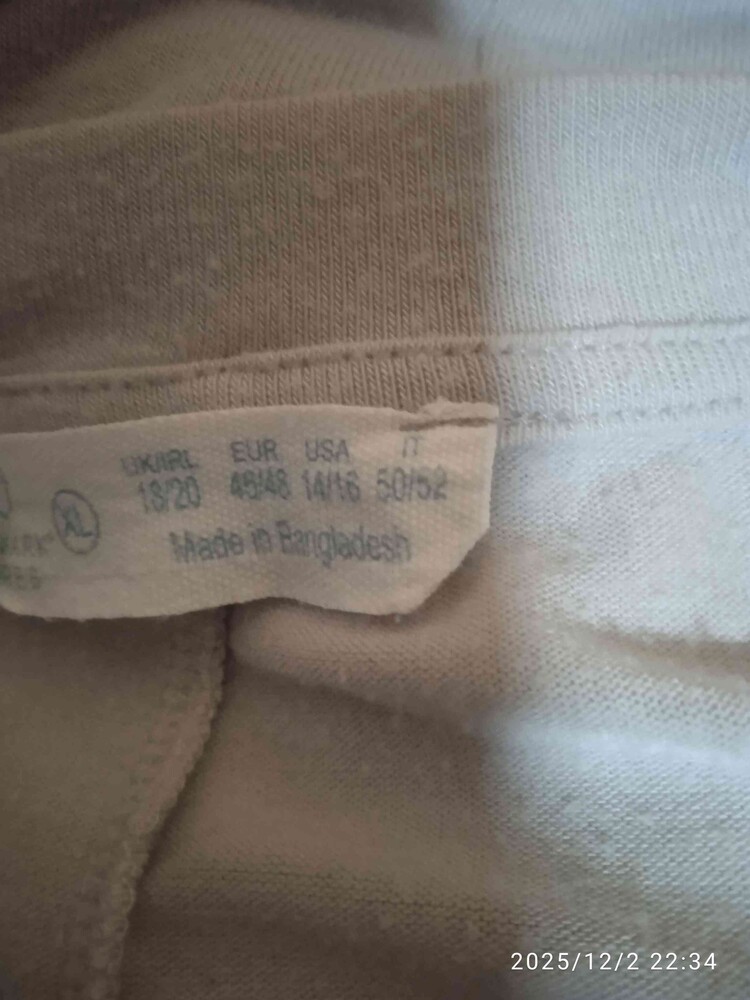 UK/IRL EUR USA IT
18/20 46/48 14/16 50/52
XL
Made in Bangladesh
2025/12/2 22:34